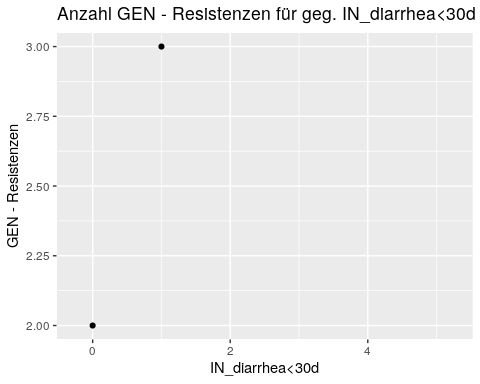 Anzahl GEN - Resistenzen für geg. IN_diarrhea<30d
3.00
2.75
2.50
2.25
2.00
GEN - Resistenzen
0 2 4
IN_diarrhea<30d